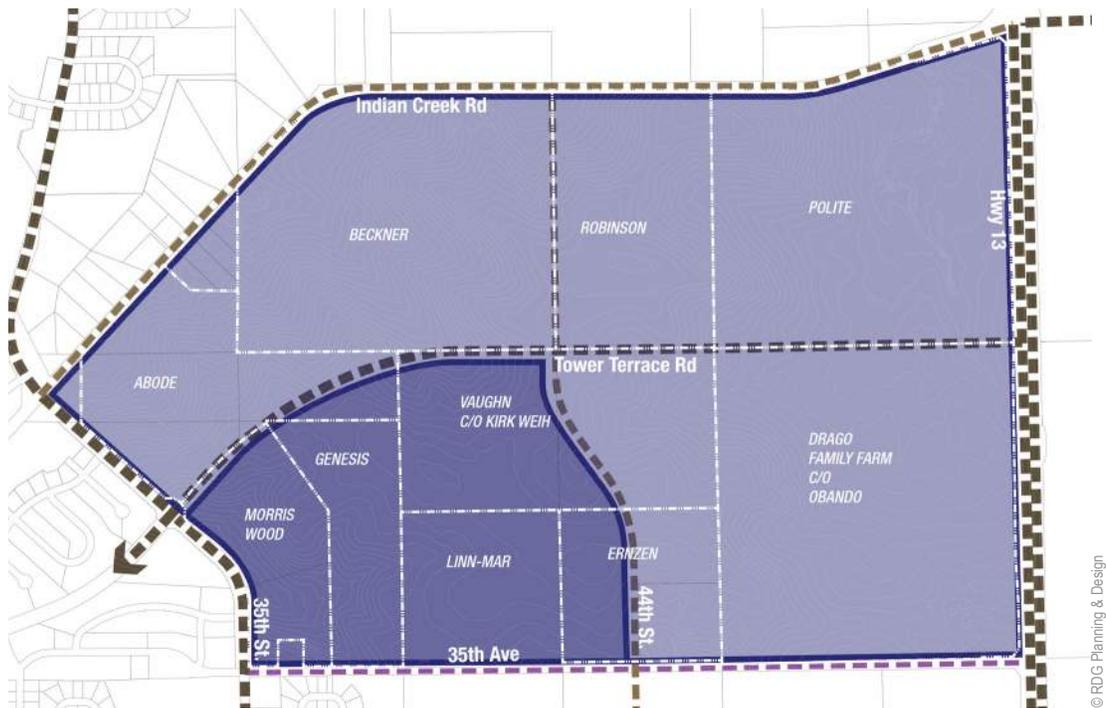 Indian Creek Rd
POLITE
Hwy 13
BECKNER
ROBINSON
Tower Terrace Rd
ABODE
VAUGHN
C/O KIRK WEIH
DRAGO
FAMILY FARM
C/O
OBANDO
GENESIS
MORRIS
WOOD
LINN-MAR
ERNZEN
35th St.
44th St.
35th Ave
© RDG Planning & Design